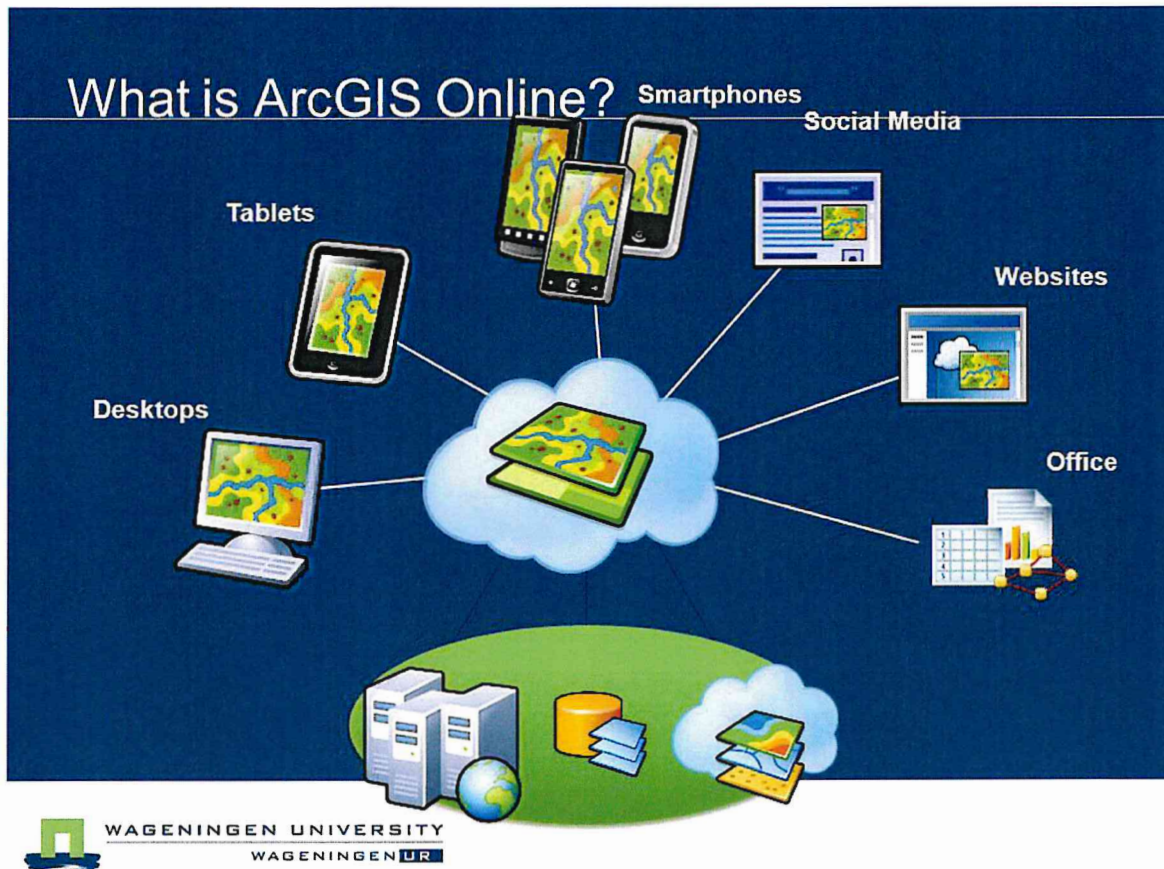 What is ArcGIS Online?
Smartphones
Social Media
Tablets
Websites
Desktops
Office
WAGENINGEN UNIVERSITY
WAGENINGEN UR